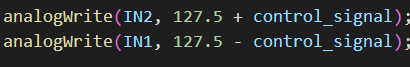 analogWrite(IN2, 127.5 + control_signal);
analogWrite(IN1, 127.5 - control_signal);